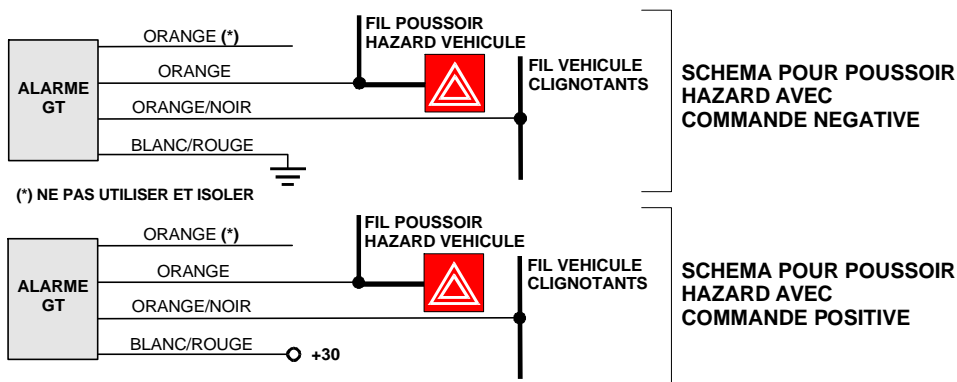 FIL POUSSOIR
HAZARD VEHICULE
ORANGE (*)
FIL VEHICULE
CLIGNOTANTS
ORANGE
ALARME
GT
ORANGE/NOIR
BLANC/ROUGE
SCHEMA POUR POUSSOIR
HAZARD AVEC
COMMANDE NEGATIVE
(*) NE PAS UTILISER ET ISOLER
FIL POUSSOIR
HAZARD VEHICULE
ORANGE (*)
FIL VEHICULE
CLIGNOTANTS
ORANGE
ALARME
GT
ORANGE/NOIR
BLANC/ROUGE
+30
SCHEMA POUR POUSSOIR
HAZARD AVEC
COMMANDE POSITIVE